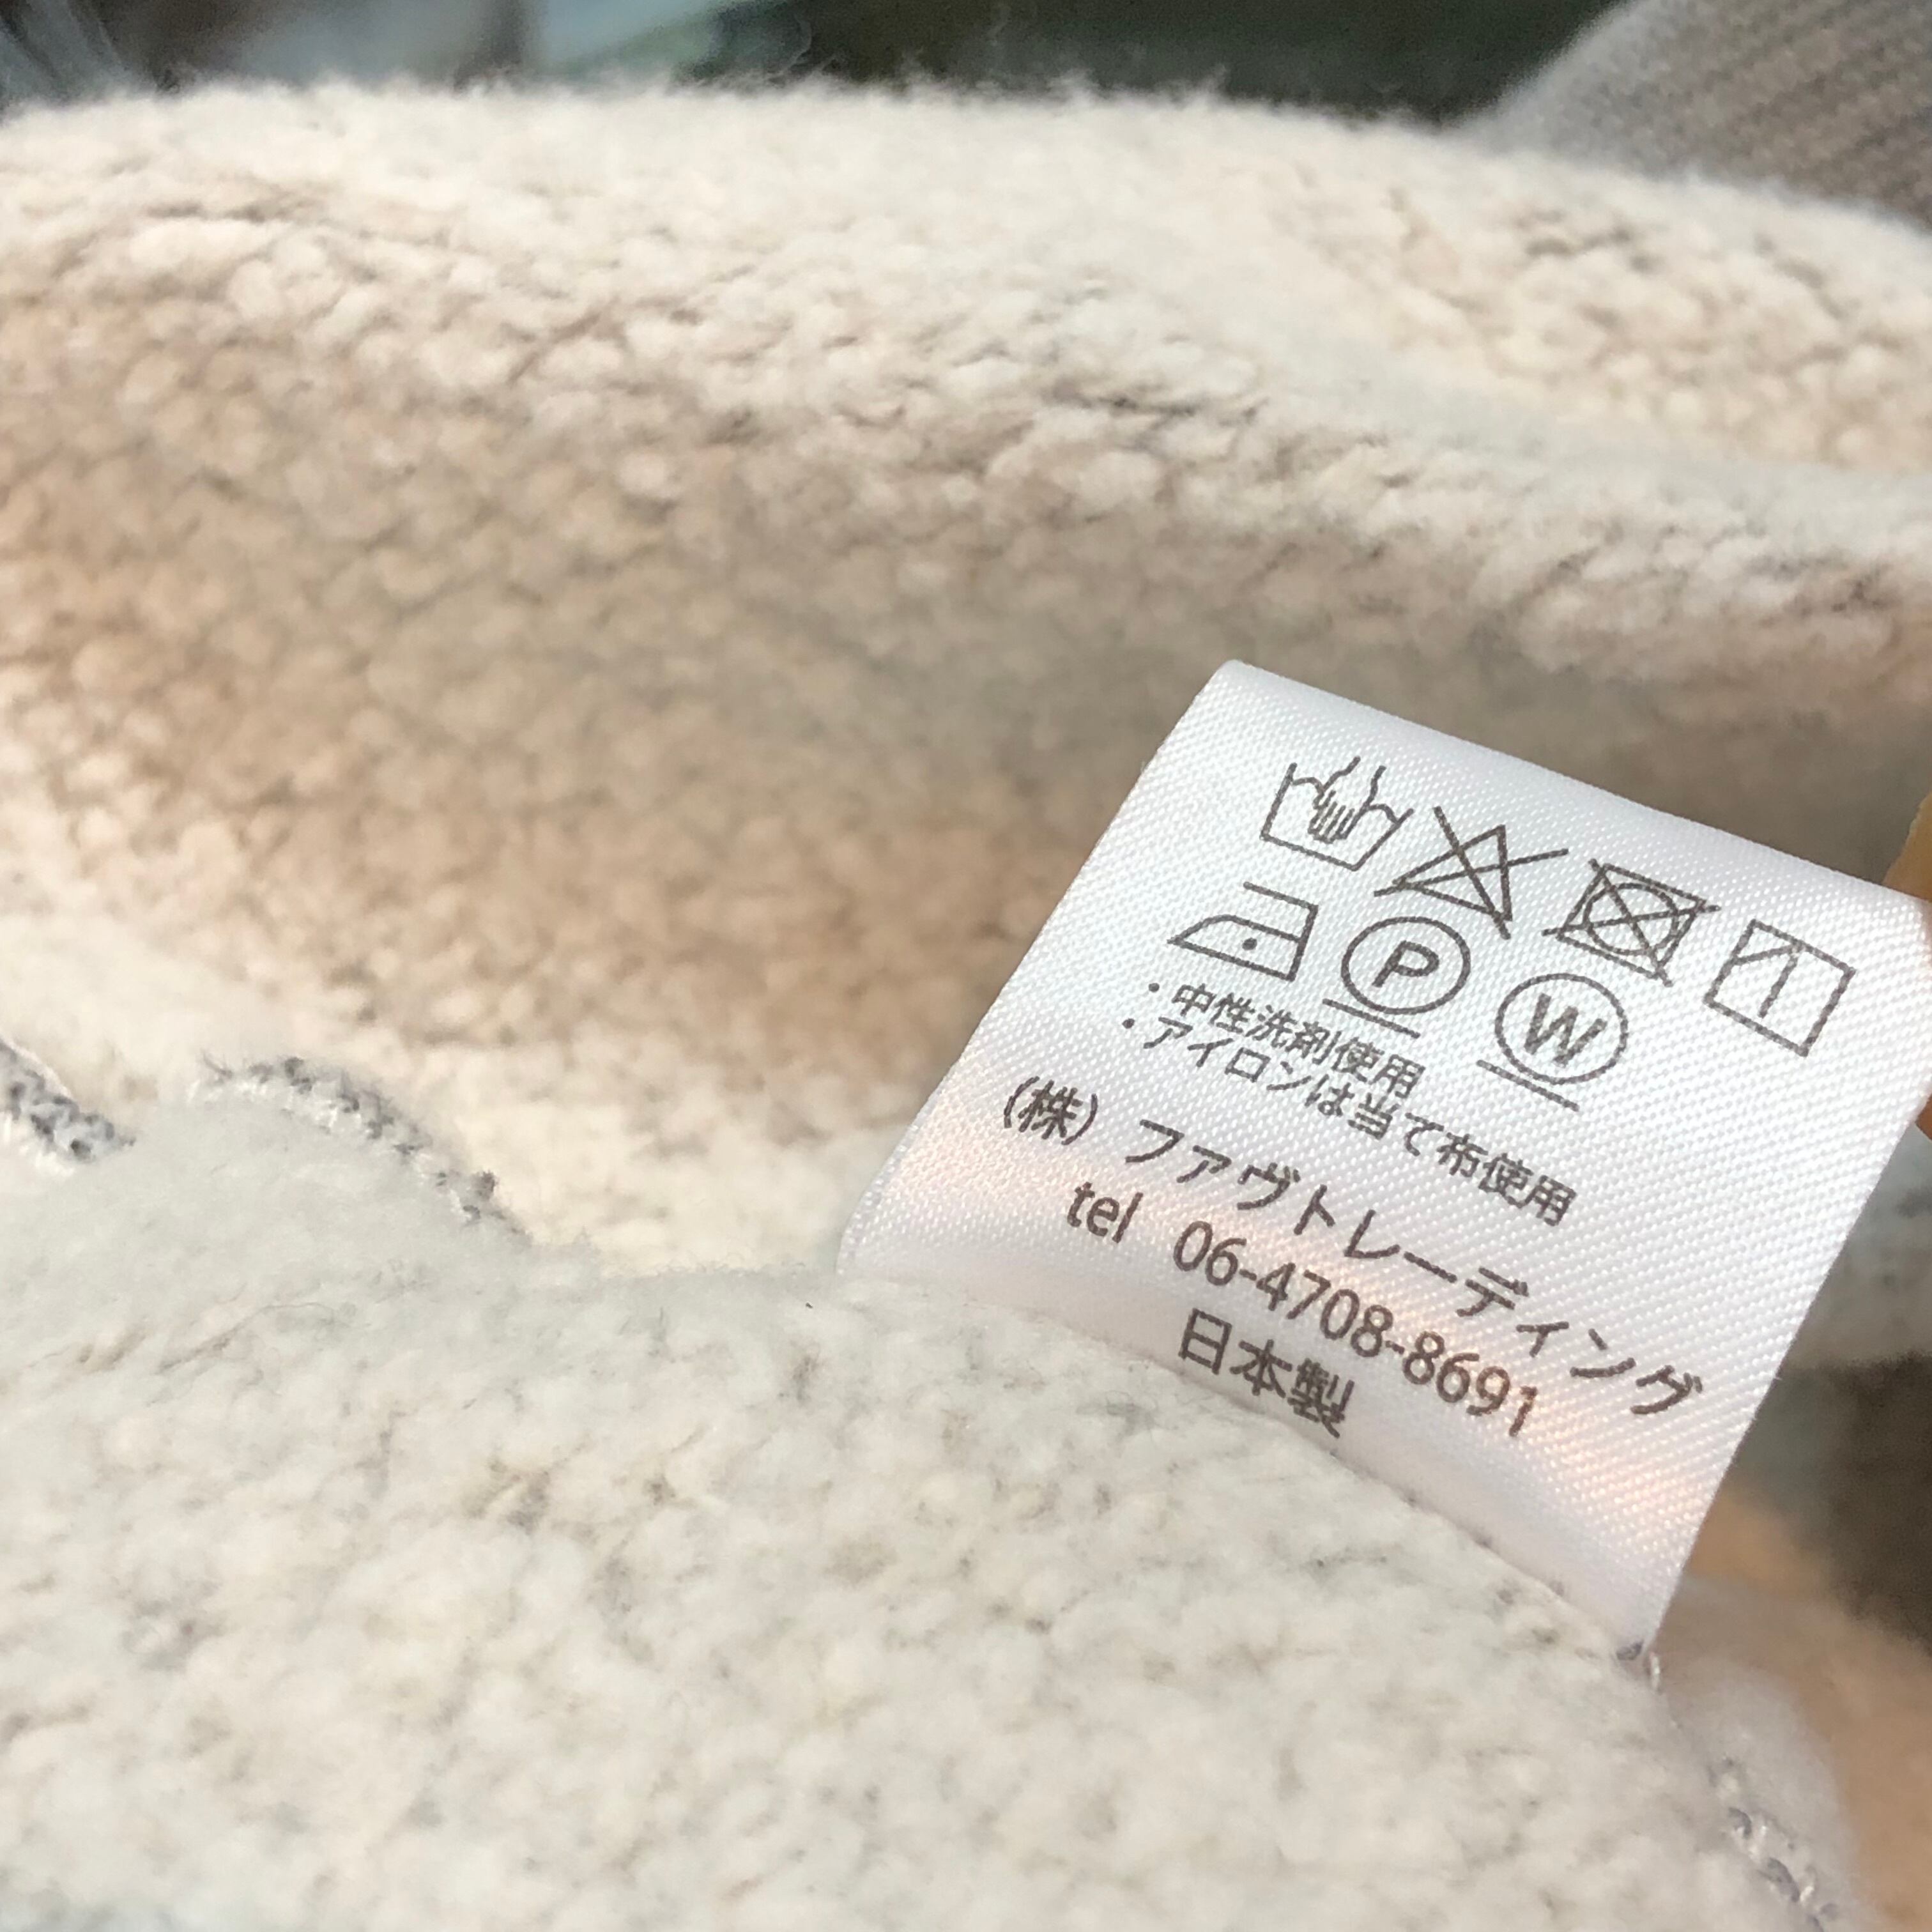 P W
・中性洗剤使用
・アイロンは当て布使用
(株) ファヴトレーディング
tel 06-4708-8691
日本製